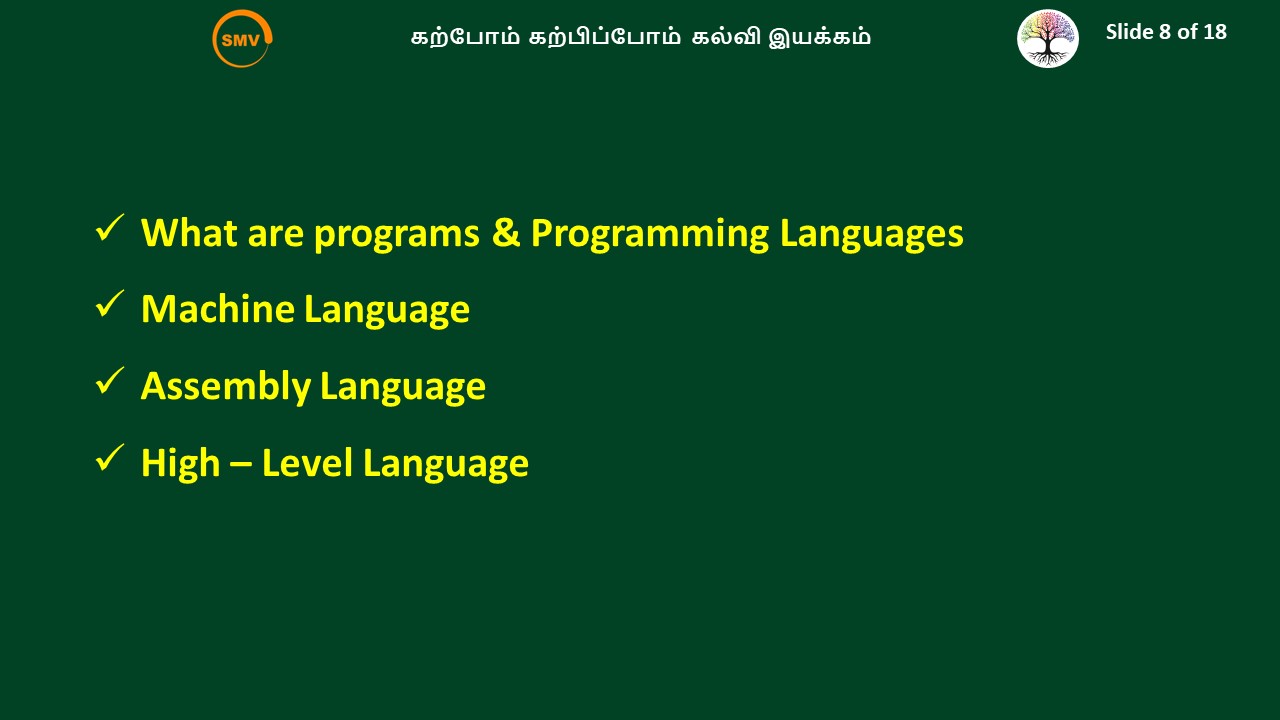 SMV
கற்போம் கற்பிப்போம் கல்வி இயக்கம்
Slide 8 of 18
✓ What are programs & Programming Languages
✓ Machine Language
✓ Assembly Language
✓ High – Level Language